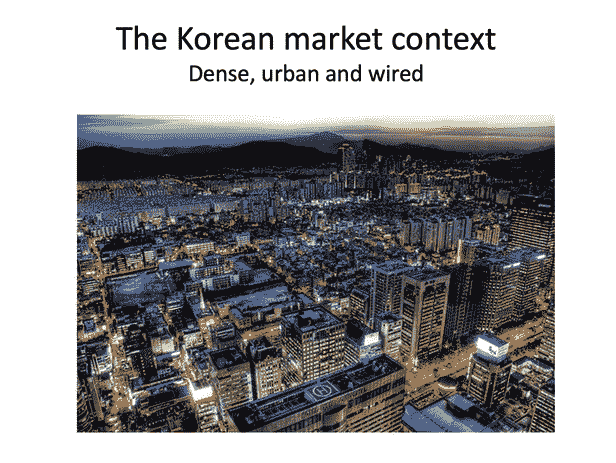 The Korean market context
Dense, urban and wired